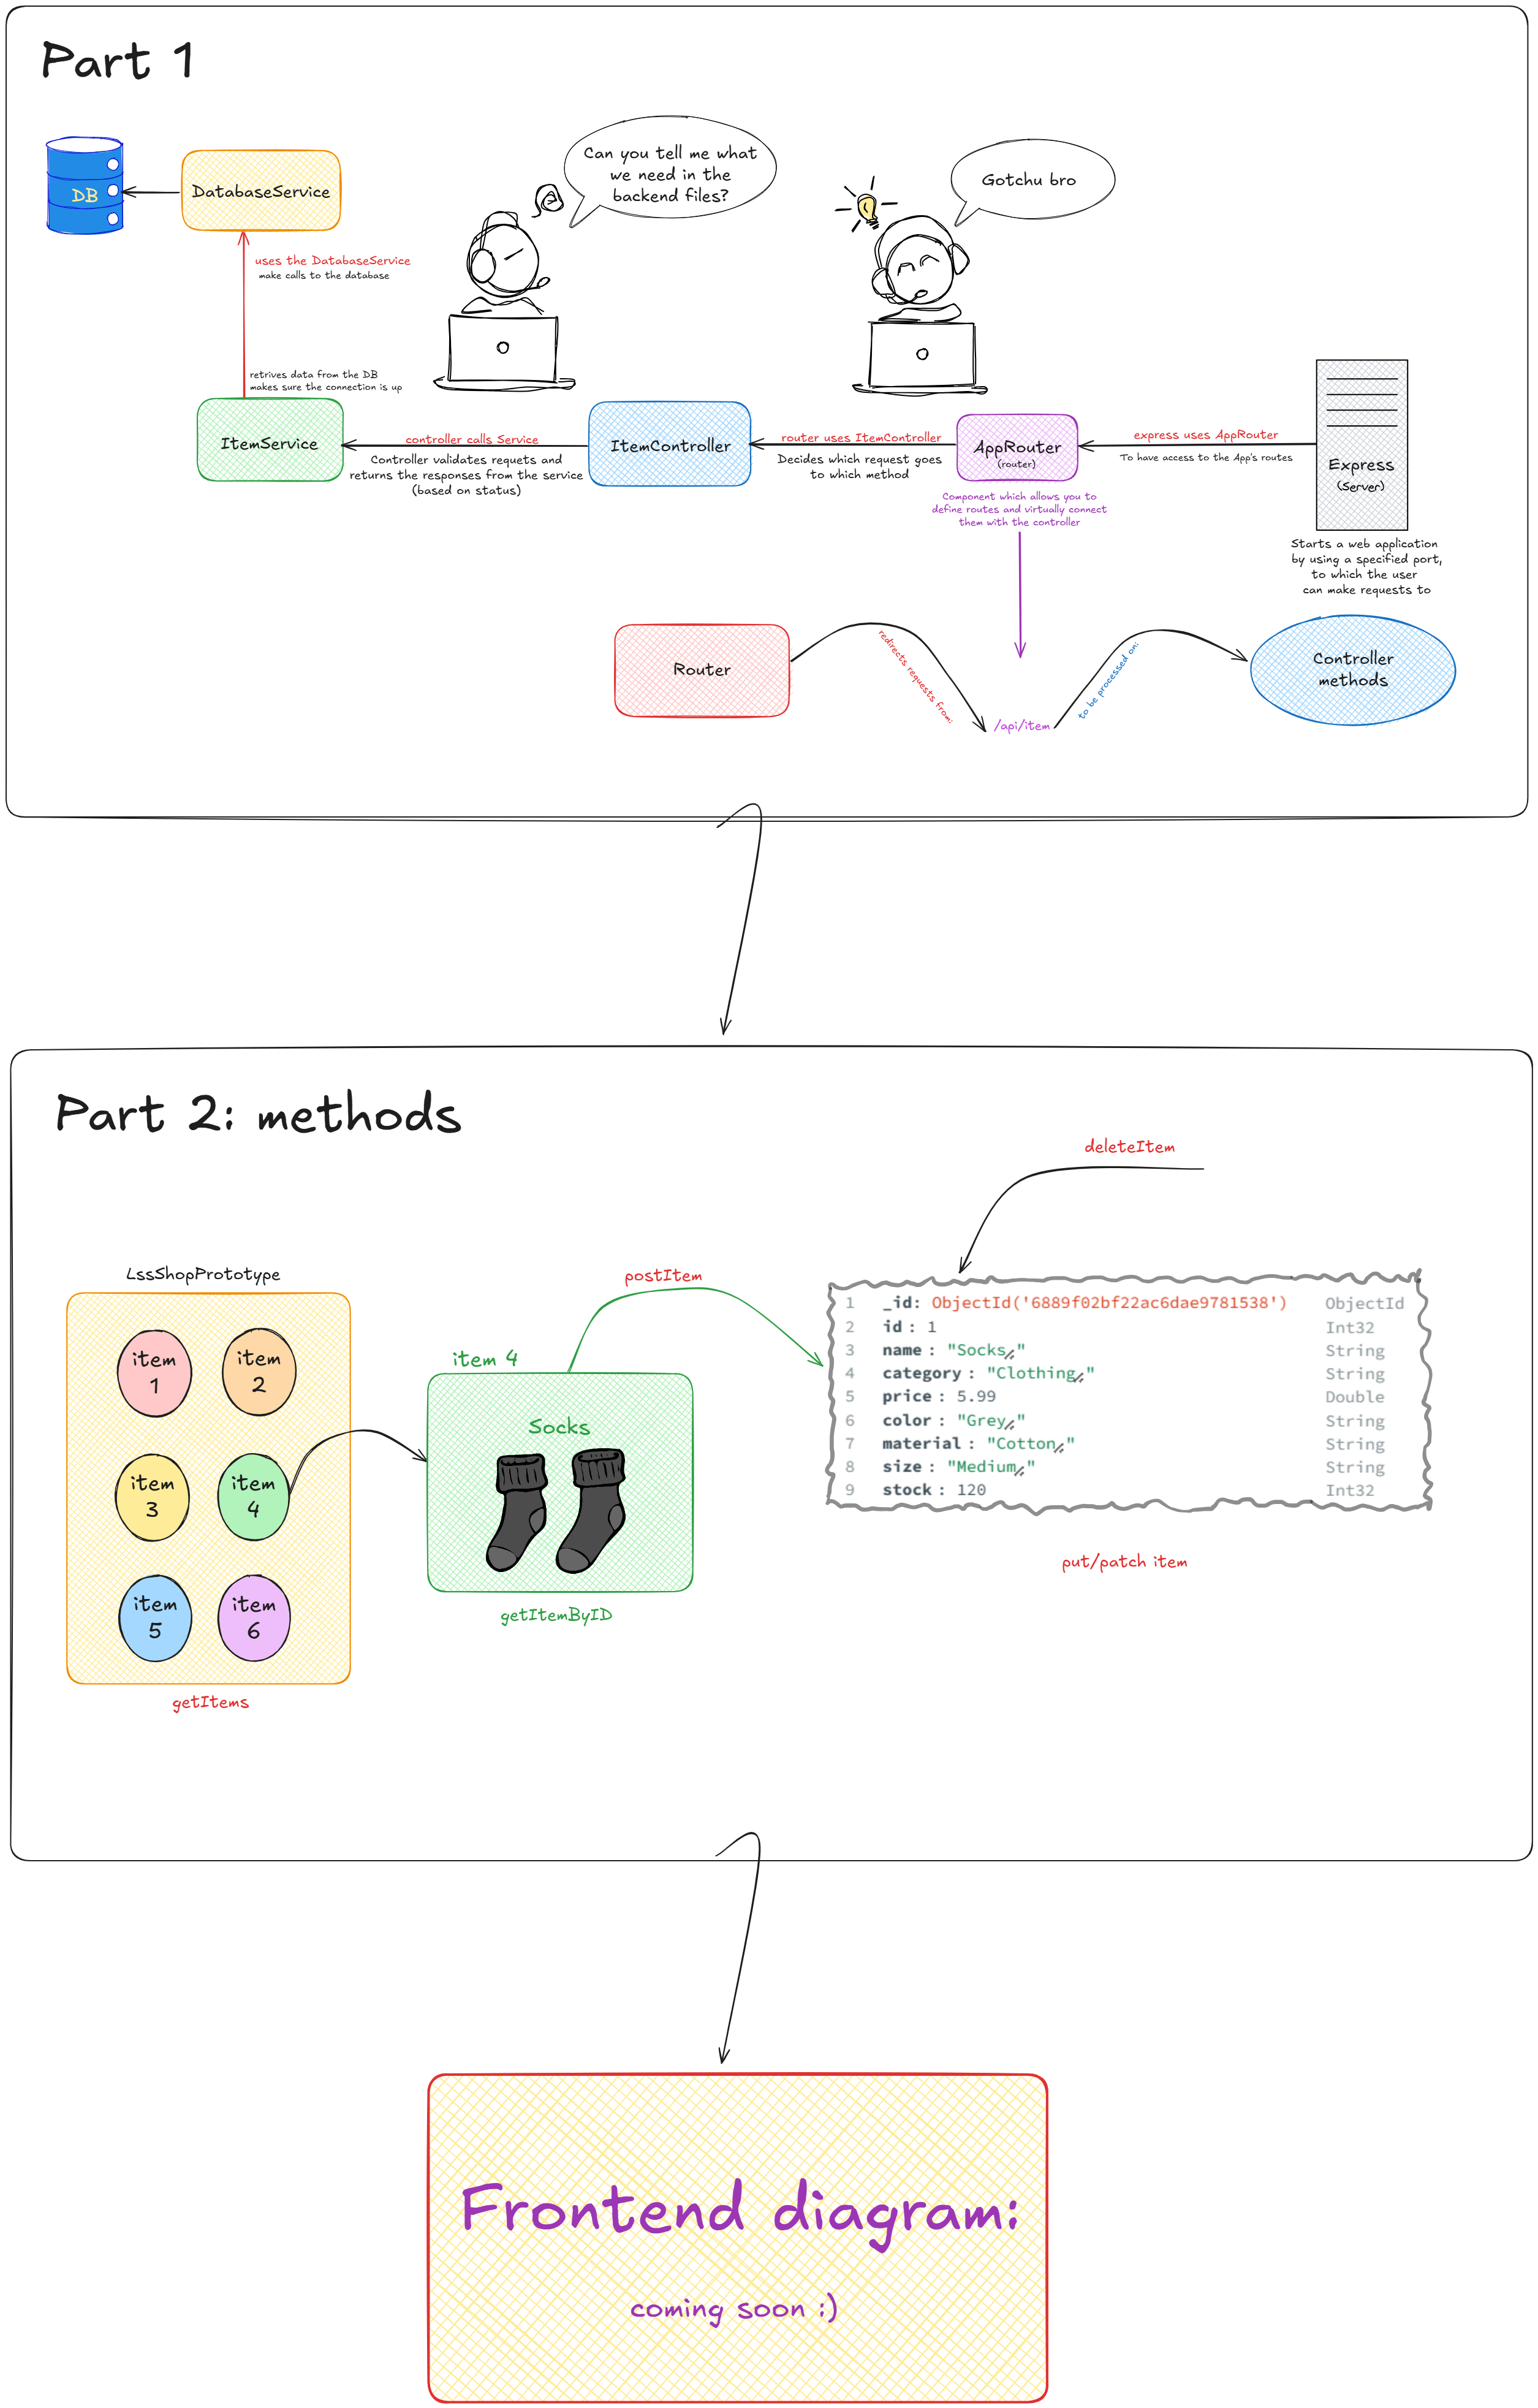 Part 1
Can you tell me what
we need in the
backend files?
Gotchu bro
DB
DatabaseService
uses the DatabaseService
make calls to the database
retrives data from the DB
makes sure the connection is up
ItemService
controller calls Service
Controller validates requets and
returns the responses from the service
(based on status)
ItemController
router uses ItemController
Decides which request goes
to which method
AppRouter
(router)
Component which allows you to
define routes and virtually connect
them with the controller
express uses AppRouter
To have access to the App's routes
Express
(Server)
Starts a web application
by using a specified port,
to which the user
can make requests to
Router
redirects requests from:
/api/item
to be processed on:
Controller
methods
Part 2: methods
deleteItem
LssShopPrototype
item
1
item
2
item
3
item
4
item
5
item
6
getItems
item 4
Socks
getItemByID
postItem
1 _id: ObjectId('6889f02bf22ac6dae9781538') ObjectId
2 id : 1 Int32
3 name : "Socks" String
4 category : "Clothing" String
5 price : 5.99 Double
6 color : "Grey" String
7 material : "Cotton" String
8 size : "Medium" String
9 stock : 120 Int32
put/patch item
Frontend diagram:
coming soon :)